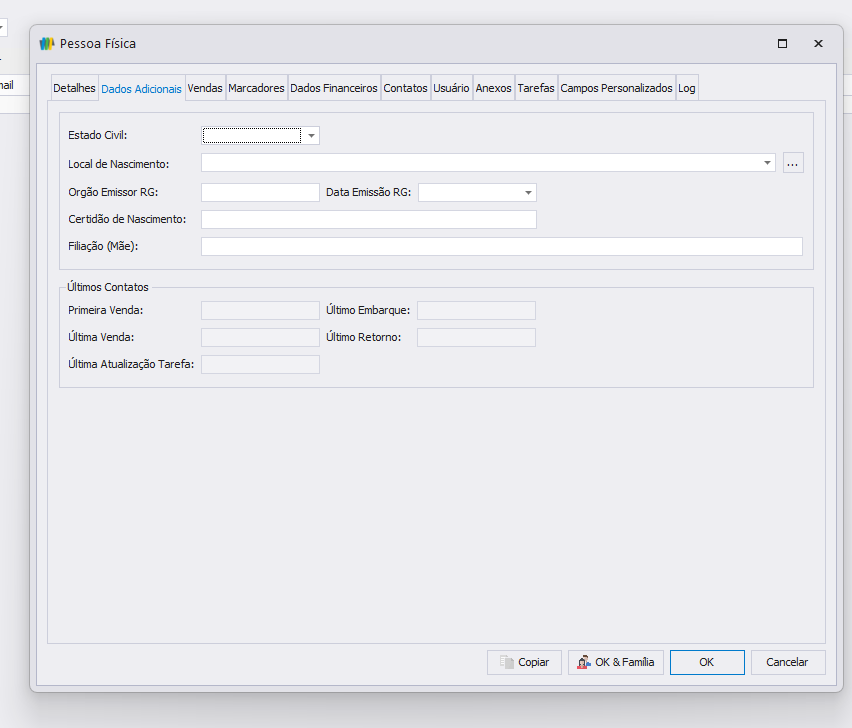 Pessoa Física
ail
Detalhes Dados Adicionais Vendas Marcadores Dados Financeiros Contatos Usuário Anexos Tarefas Campos Personalizados Log
Estado Civil:
Local de Nascimento: ...
Orgão Emissor RG: Data Emissão RG:
Certidão de Nascimento:
Filiação (Mãe):
Últimos Contatos
Primeira Venda: Último Embarque:
Última Venda: Último Retorno:
Última Atualização Tarefa:
Copiar OK & Família OK Cancelar